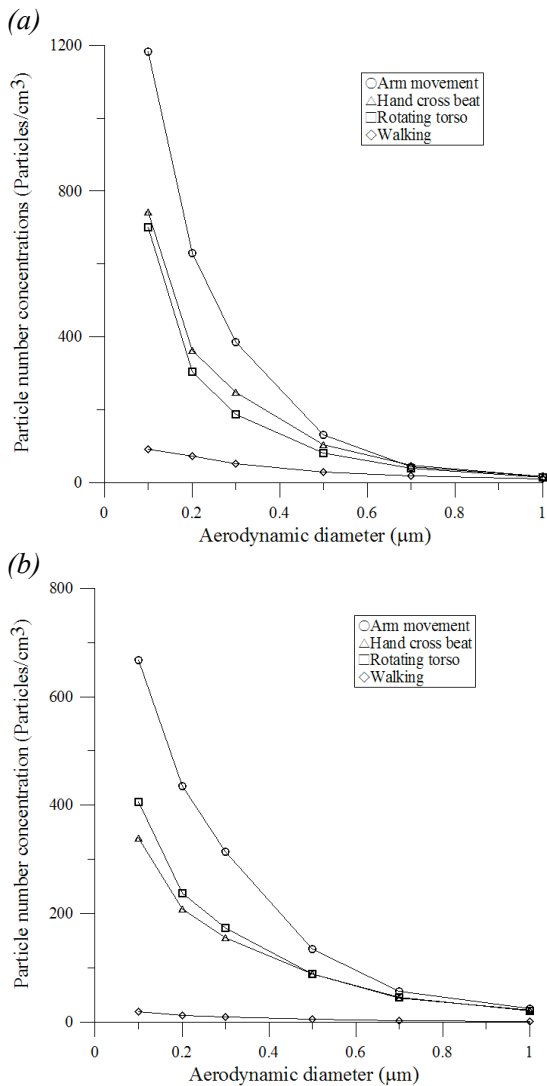 (a)
1200
800
400
0
Particle number concentrations (Particles/cm3)
Arm movement
Hand cross beat
Rotating torso
Walking
0 0.2 0.4 0.6 0.8 1
Aerodynamic diameter (μm)
(b)
800
600
400
200
0
Particle number concentration (Particles/cm3)
Arm movement
Hand cross beat
Rotating torso
Walking
0 0.2 0.4 0.6 0.8 1
Aerodynamic diameter (μm)